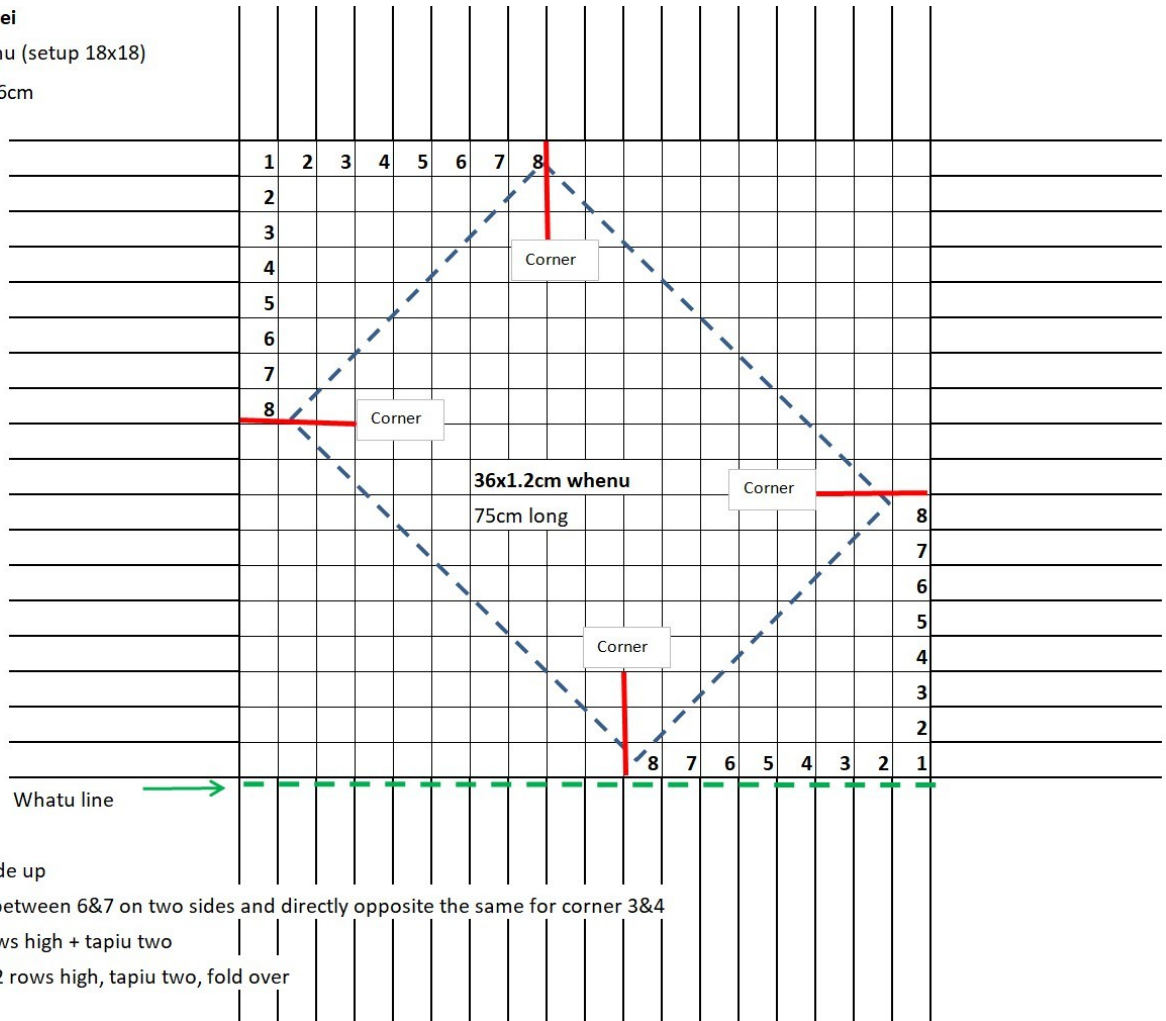 ei
nu (setup 18x18)
6cm
1 2 3 4 5 6 7 8
2
3
Corner
4
5
6
7
8
Corner
36x1.2cm whenu
Corner
75cm long
8
7
6
5
Corner
4
3
2
8 7 6 5 4 3 2 1
Whatu line
de up
between 6&7 on two sides and directly opposite the same for corner 3&4
ws high + tapiu two
2 rows high, tapiu two, fold over